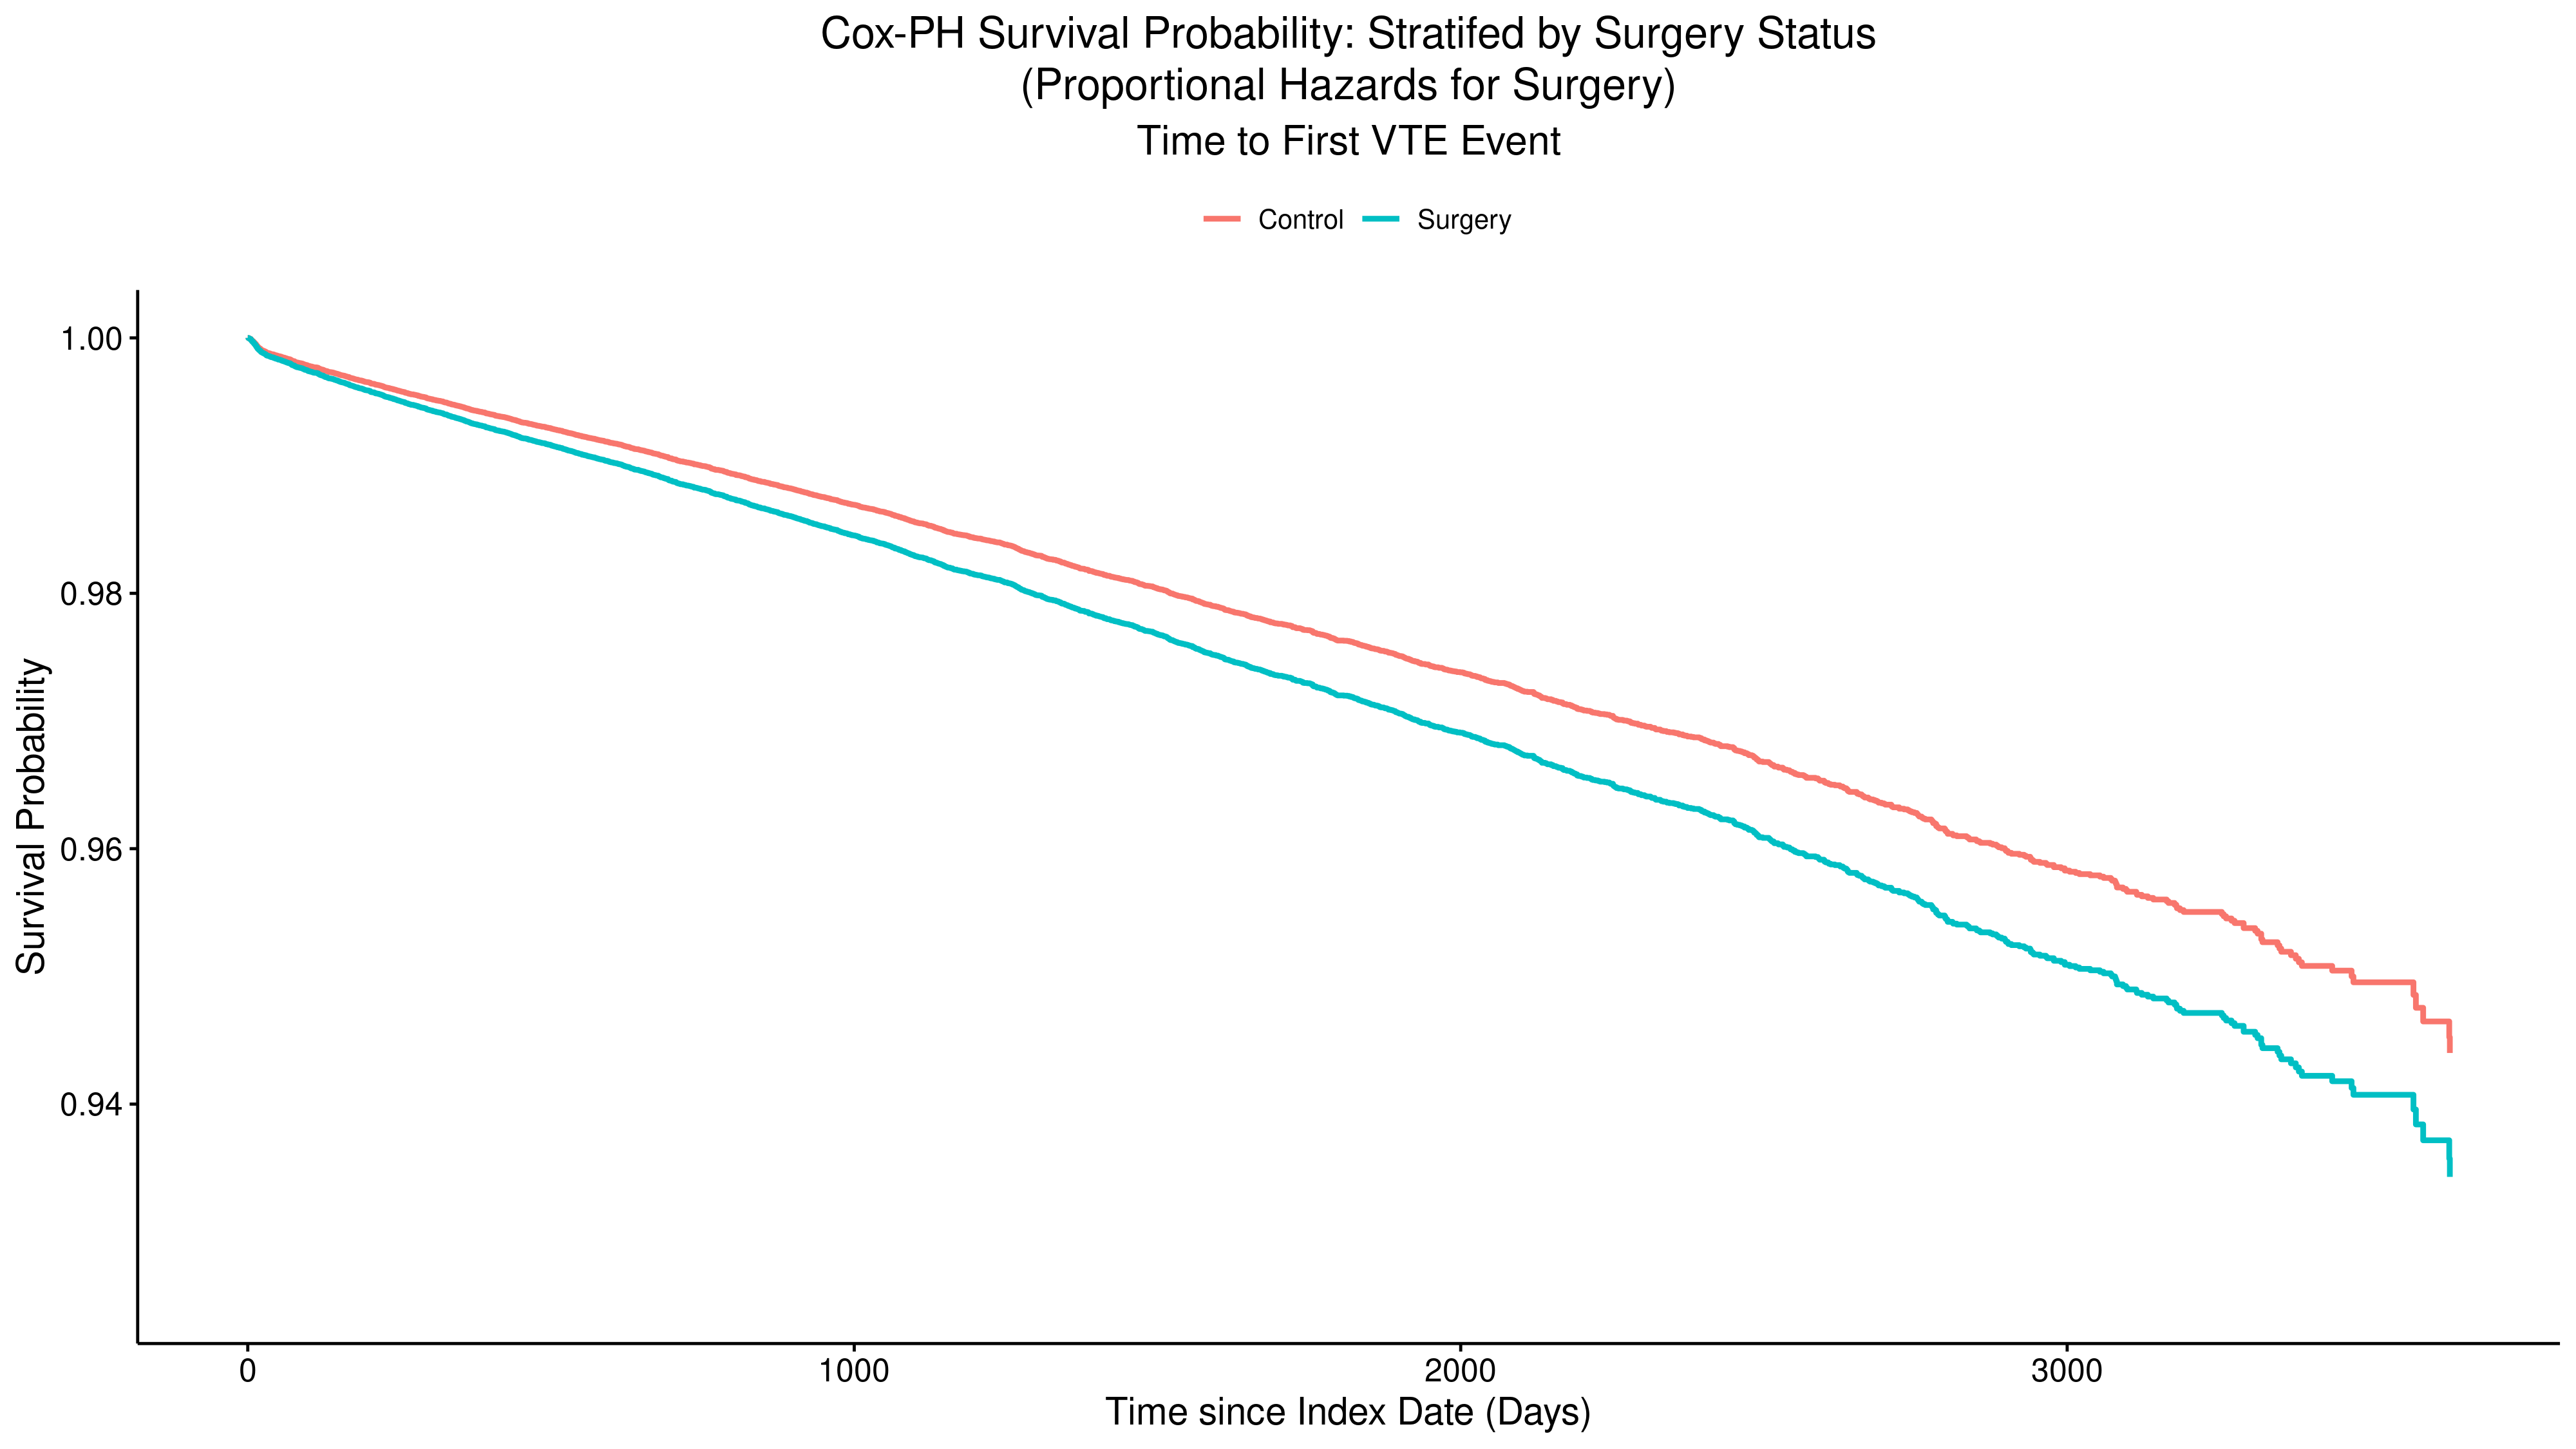 Cox-PH Survival Probability: Stratifed by Surgery Status
(Proportional Hazards for Surgery)
Time to First VTE Event
Control Surgery
1.00
0.98
0.96
0.94
Survival Probability
0 1000 2000 3000
Time since Index Date (Days)